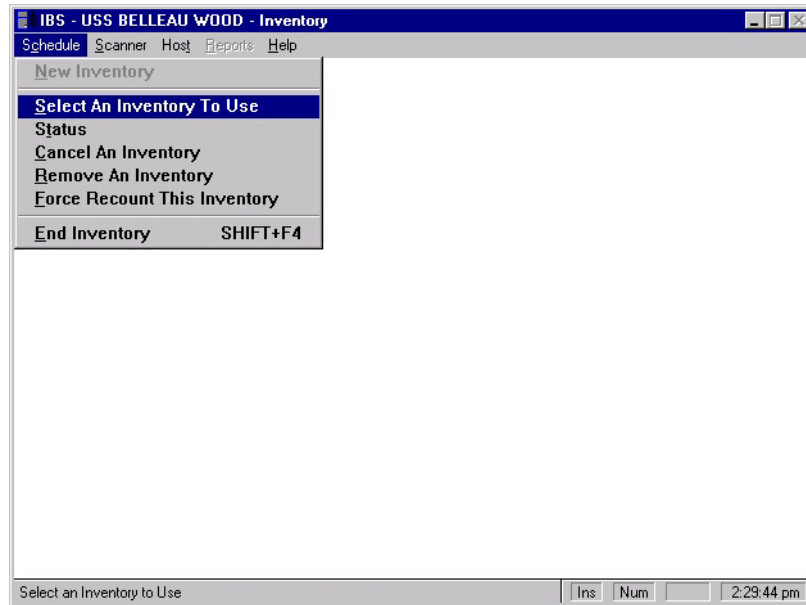 IBS - USS BELLEAU WOOD - Inventory
Schedule Scanner Host Reports Help
New Inventory
Select An Inventory To Use
Status
Cancel An Inventory
Remove An Inventory
Force Recount This Inventory
End Inventory SHIFT+F4
Select an Inventory to Use Ins Num 2:29:44 pm